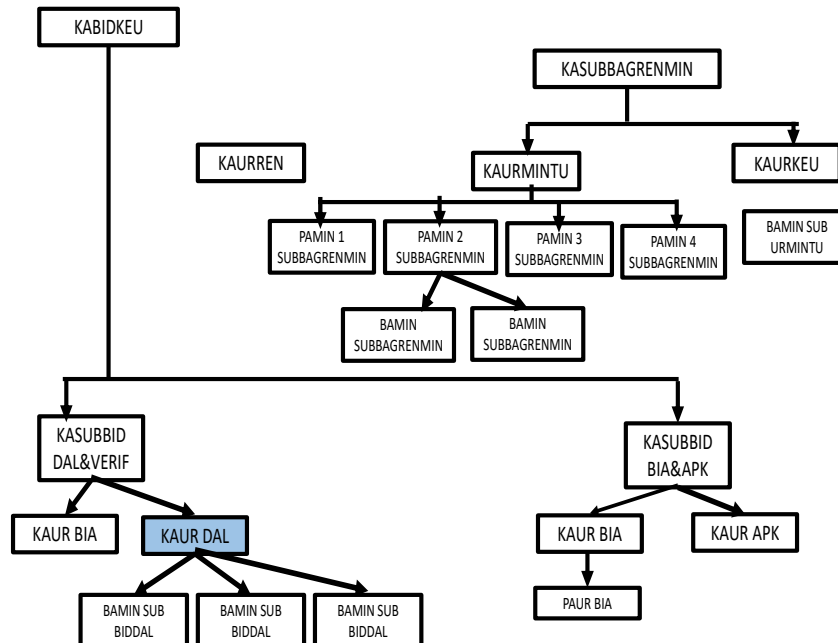 KABIDKEU
KASUBBAGRENMIN
KAURREN
KAURMINTU
KAURKEU
PAMIN 1
SUBBAGRENMIN
PAMIN 2
SUBBAGRENMIN
PAMIN 3
SUBBAGRENMIN
PAMIN 4
SUBBAGRENMIN
BAMIN SUB
URMINTU
BAMIN
SUBBAGRENMIN
BAMIN
SUBBAGRENMIN
KASUBBID
DAL&VERIF
KASUBBID
BIA&APK
KAUR BIA
KAUR DAL
KAUR BIA
KAUR APK
BAMIN SUB
BIDDAL
BAMIN SUB
BIDDAL
BAMIN SUB
BIDDAL
PAUR BIA